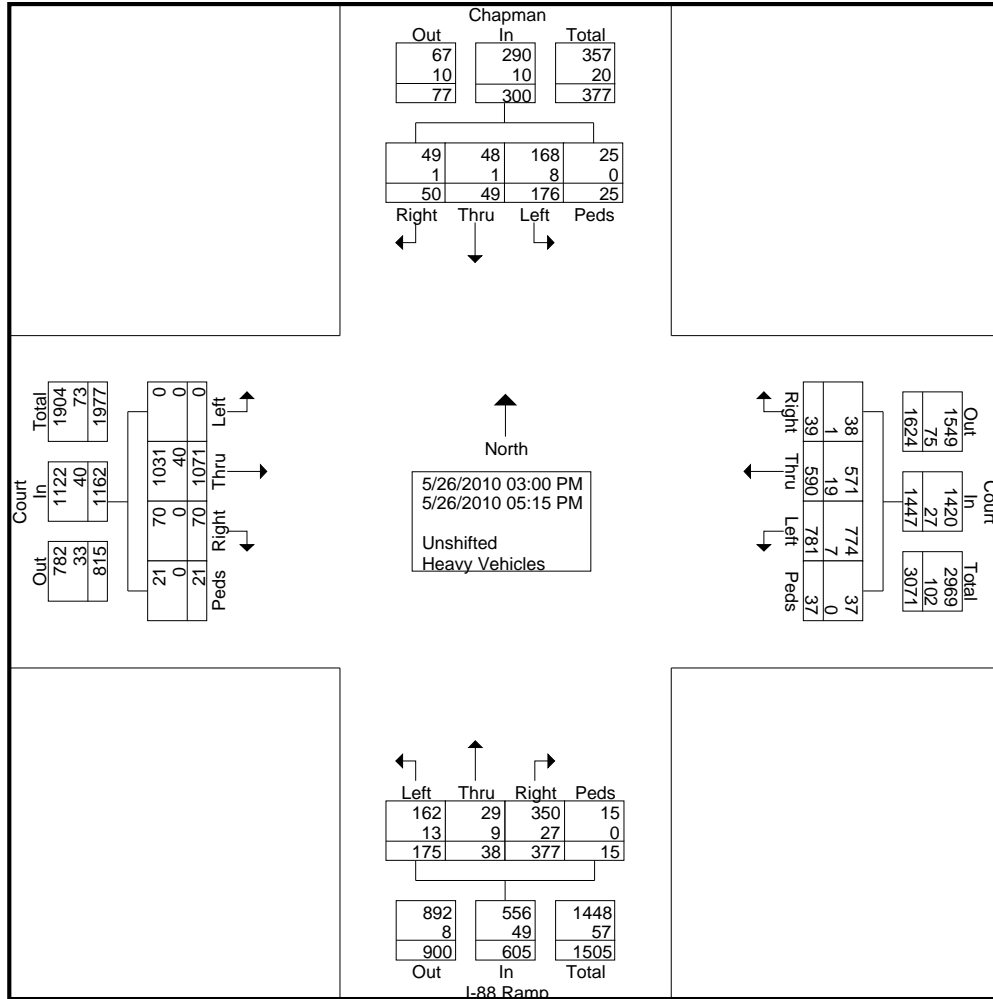 Chapman
Out In Total
67 290 357
10 10 20
77 300 377
49 48 168 25
1 1 8 0
50 49 176 25
Right Thru Left Peds
Court
Total In Out
1904 1122 782
73 40 33
1977 1162 815
0 1031 70 21
0 40 0 0
0 1071 70 21
Left Thru Right Peds
North
5/26/2010 03:00 PM
5/26/2010 05:15 PM
Unshifted
Heavy Vehicles
Court
Out In Total
1549 1420 2969
75 27 102
1624 1447 3071
38 571 774 37
1 19 7 0
39 590 781 37
Right Thru Left Peds
Left Thru Right Peds
162 29 350 15
13 9 27 0
175 38 377 15
892 556 1448
8 49 57
900 605 1505
Out In Total
I-88 Ramp